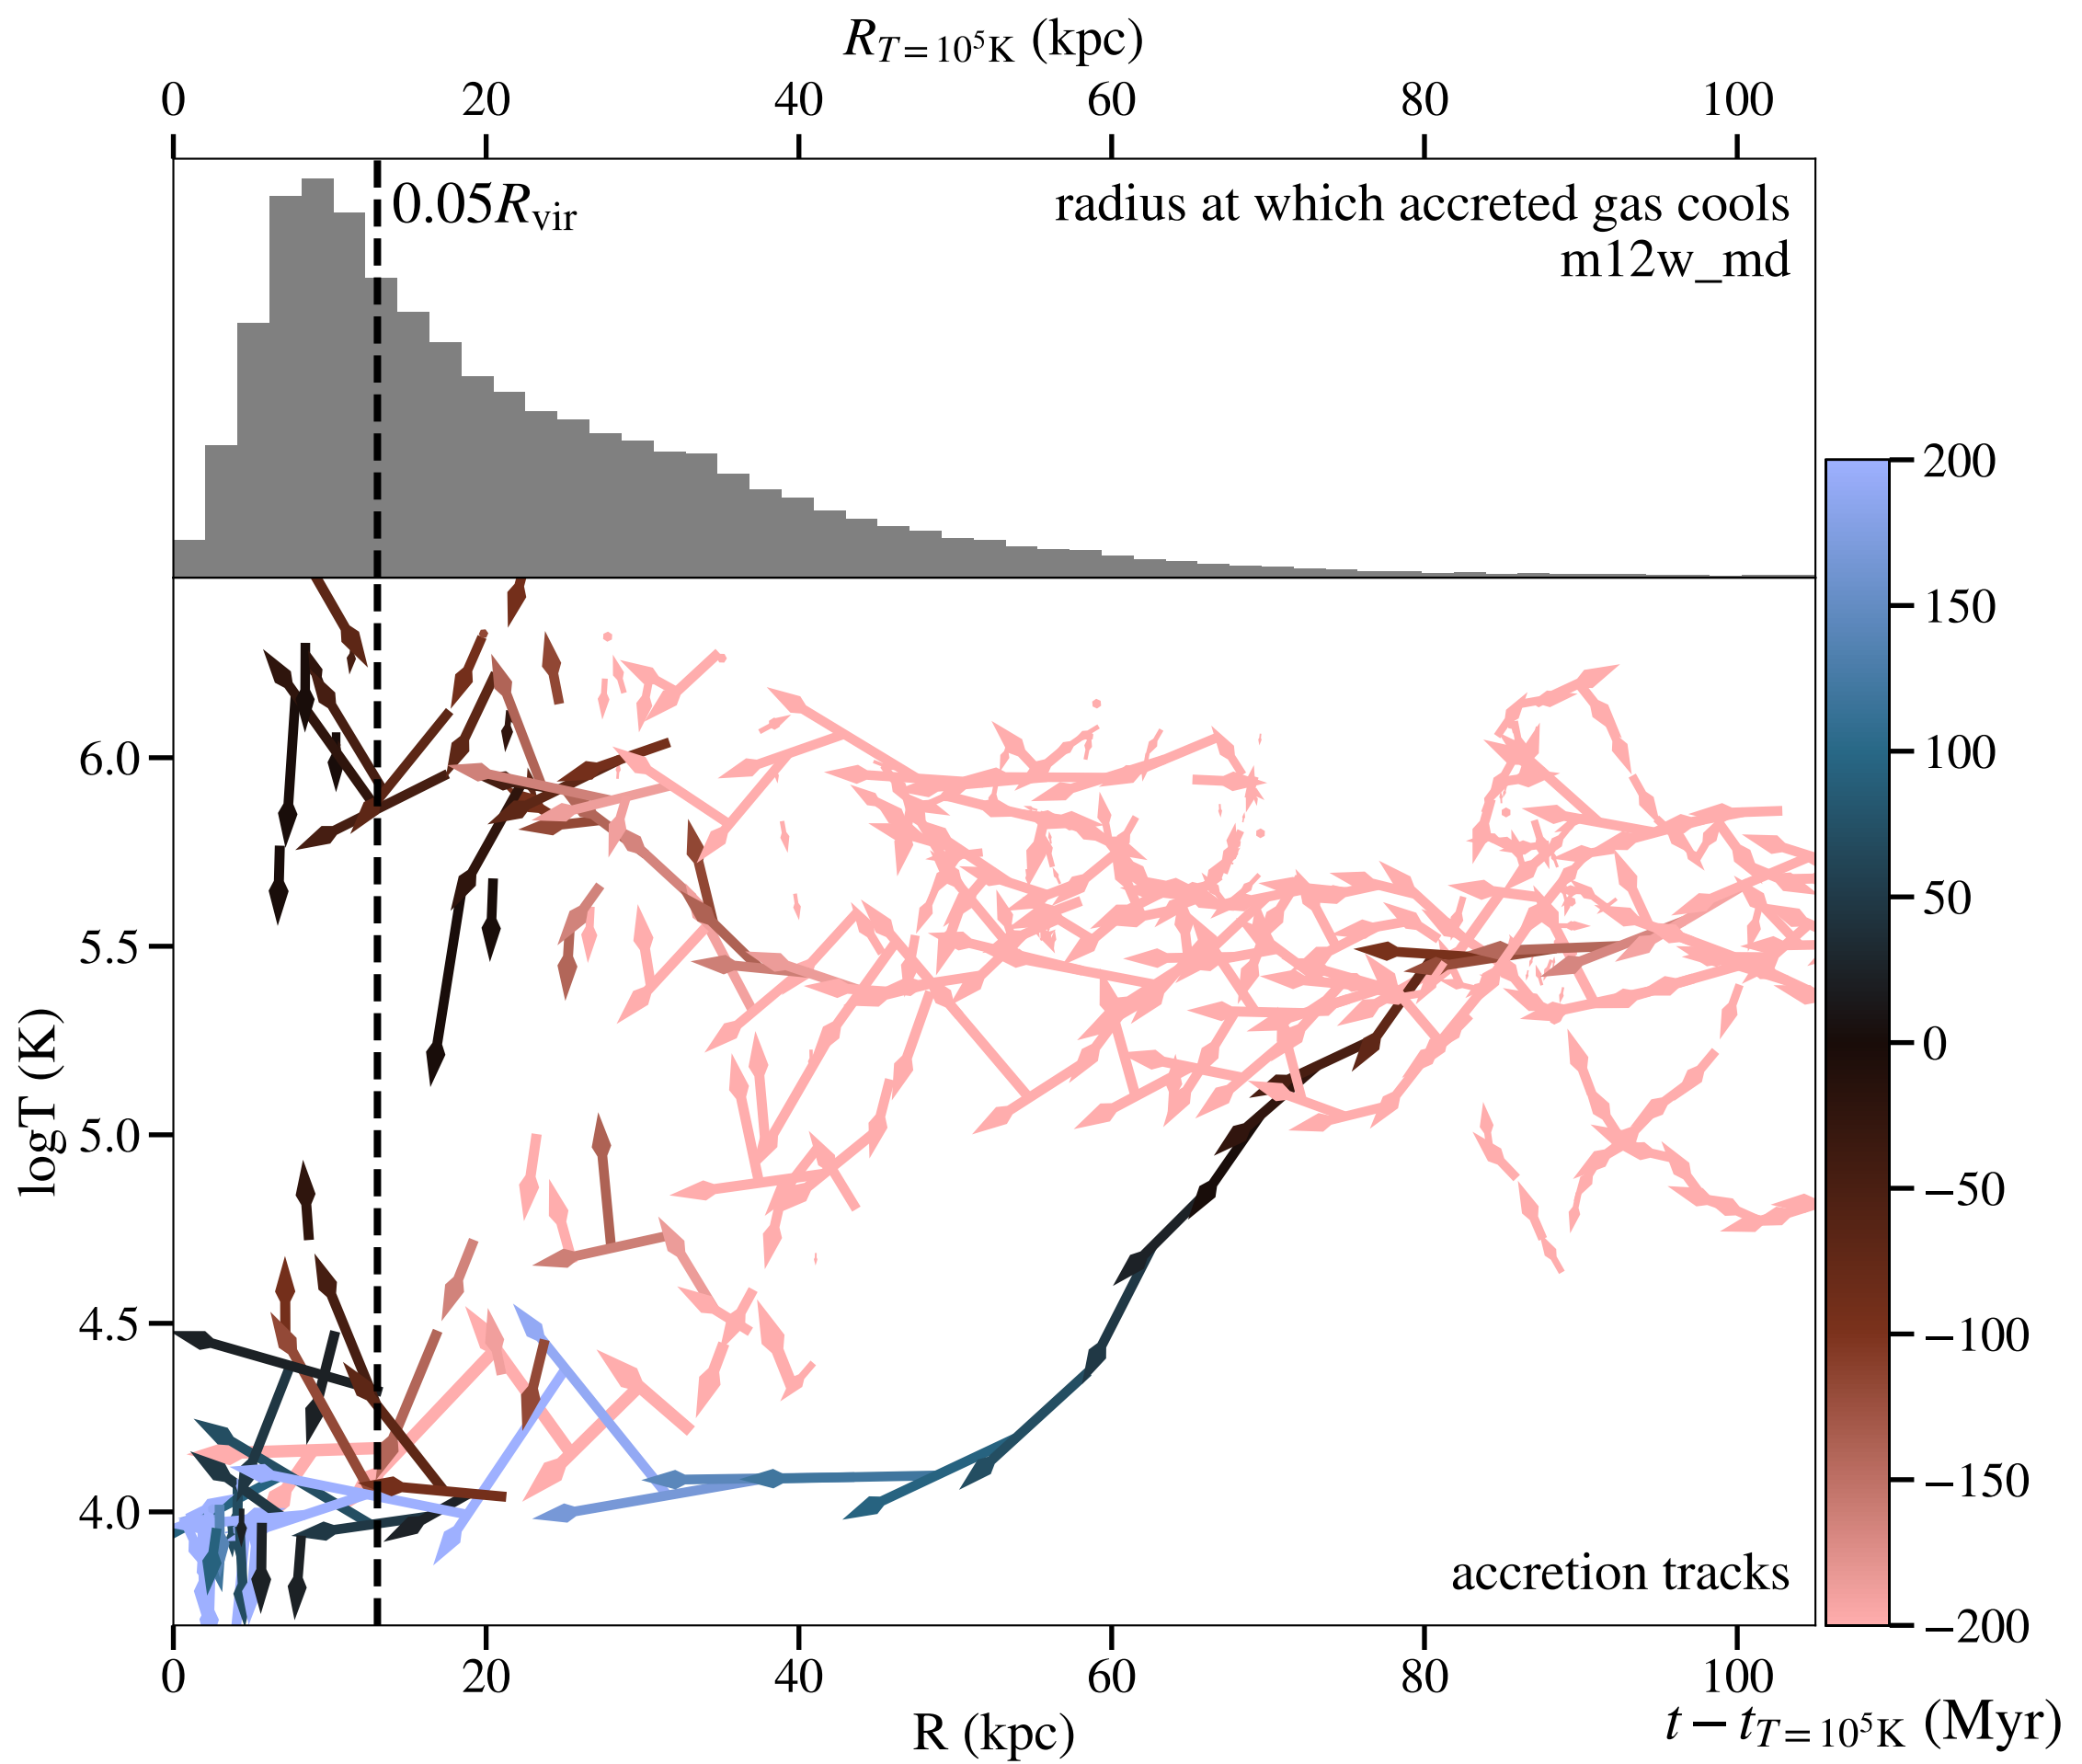 R_{T=10^5K} (kpc)
0 20 40 60 80 100
0.05R_{vir}
radius at which accreted gas cools
m12w_md
200
150
100
50
0
−50
−100
−150
−200
t − t_{T=10^5K} (Myr)
logT (K)
6.0
5.5
5.0
4.5
4.0
accretion tracks
0 20 40 60 80 100
R (kpc)